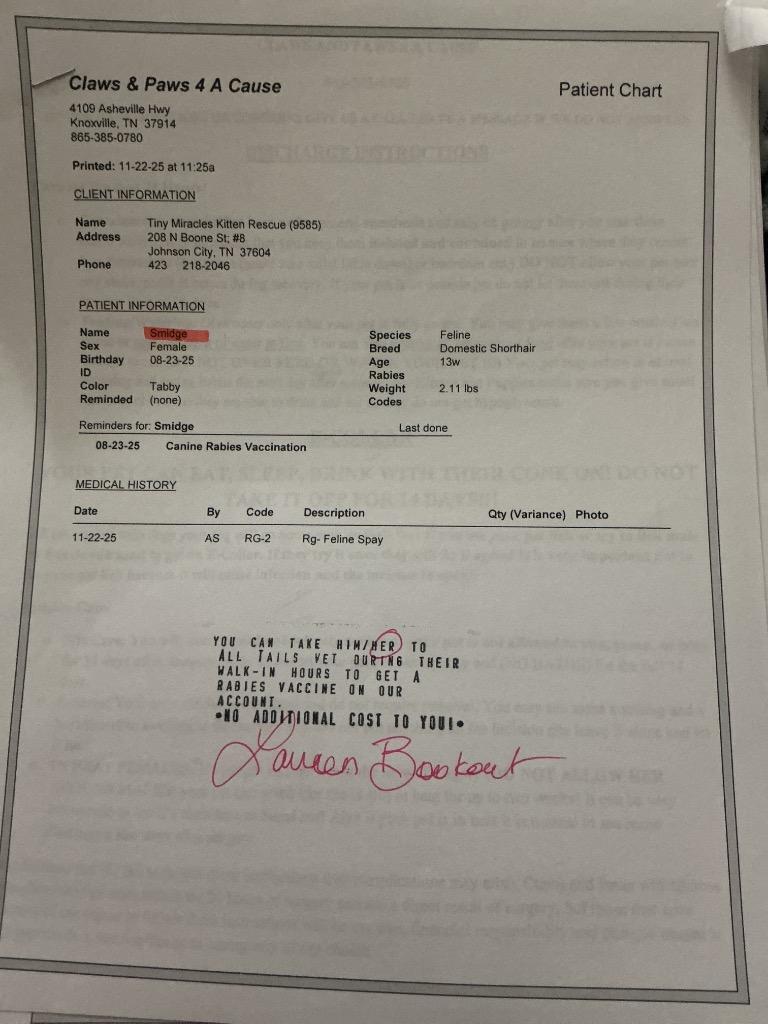 Claws & Paws 4 A Cause
Patient Chart
4109 Asheville Hwy
Knoxville, TN 37914
865-385-0780
Printed: 11-22-25 at 11:25a
CLIENT INFORMATION
Name Tiny Miracles Kitten Rescue (9585)
Address 208 N Boone St; #8
Johnson City, TN 37604
Phone 423 218-2046
PATIENT INFORMATION
Name Smidge Species Feline
Sex Female Breed Domestic Shorthair
Birthday 08-23-25 Age 13w
ID Rabies
Color Tabby Weight 2.11 lbs
Reminded (none) Codes
Reminders for: Smidge Last done
08-23-25 Canine Rabies Vaccination
MEDICAL HISTORY
Date By Code Description Qty (Variance) Photo
11-22-25 AS RG-2 Rg- Feline Spay
YOU CAN TAKE HIM/HER TO
ALL TAILS VET DURING THEIR
WALK-IN HOURS TO GET A
RABIES VACCINE ON OUR
ACCOUNT.
•NO ADDITIONAL COST TO YOU!•
Lauren Bookout